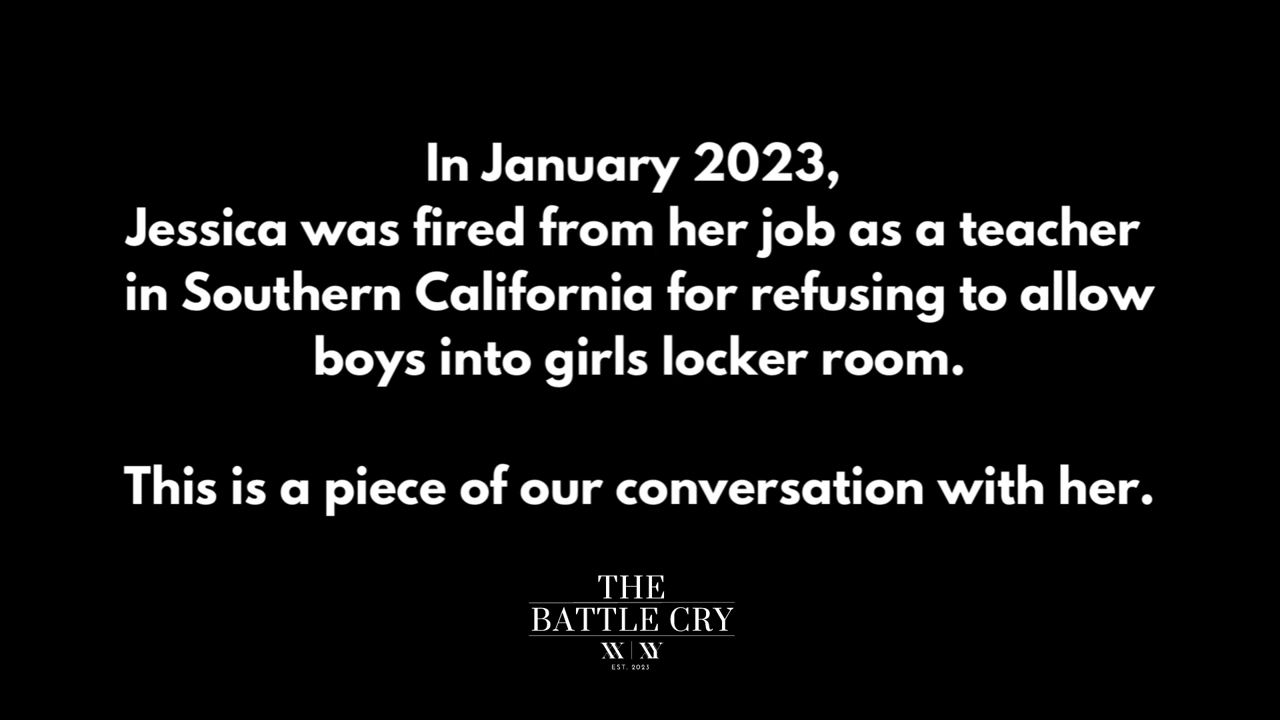 In January 2023,
Jessica was fired from her job as a teacher
in Southern California for refusing to allow
boys into girls locker room.
This is a piece of our conversation with her.
THE
BATTLE CRY
XX | XY
EST. 2023